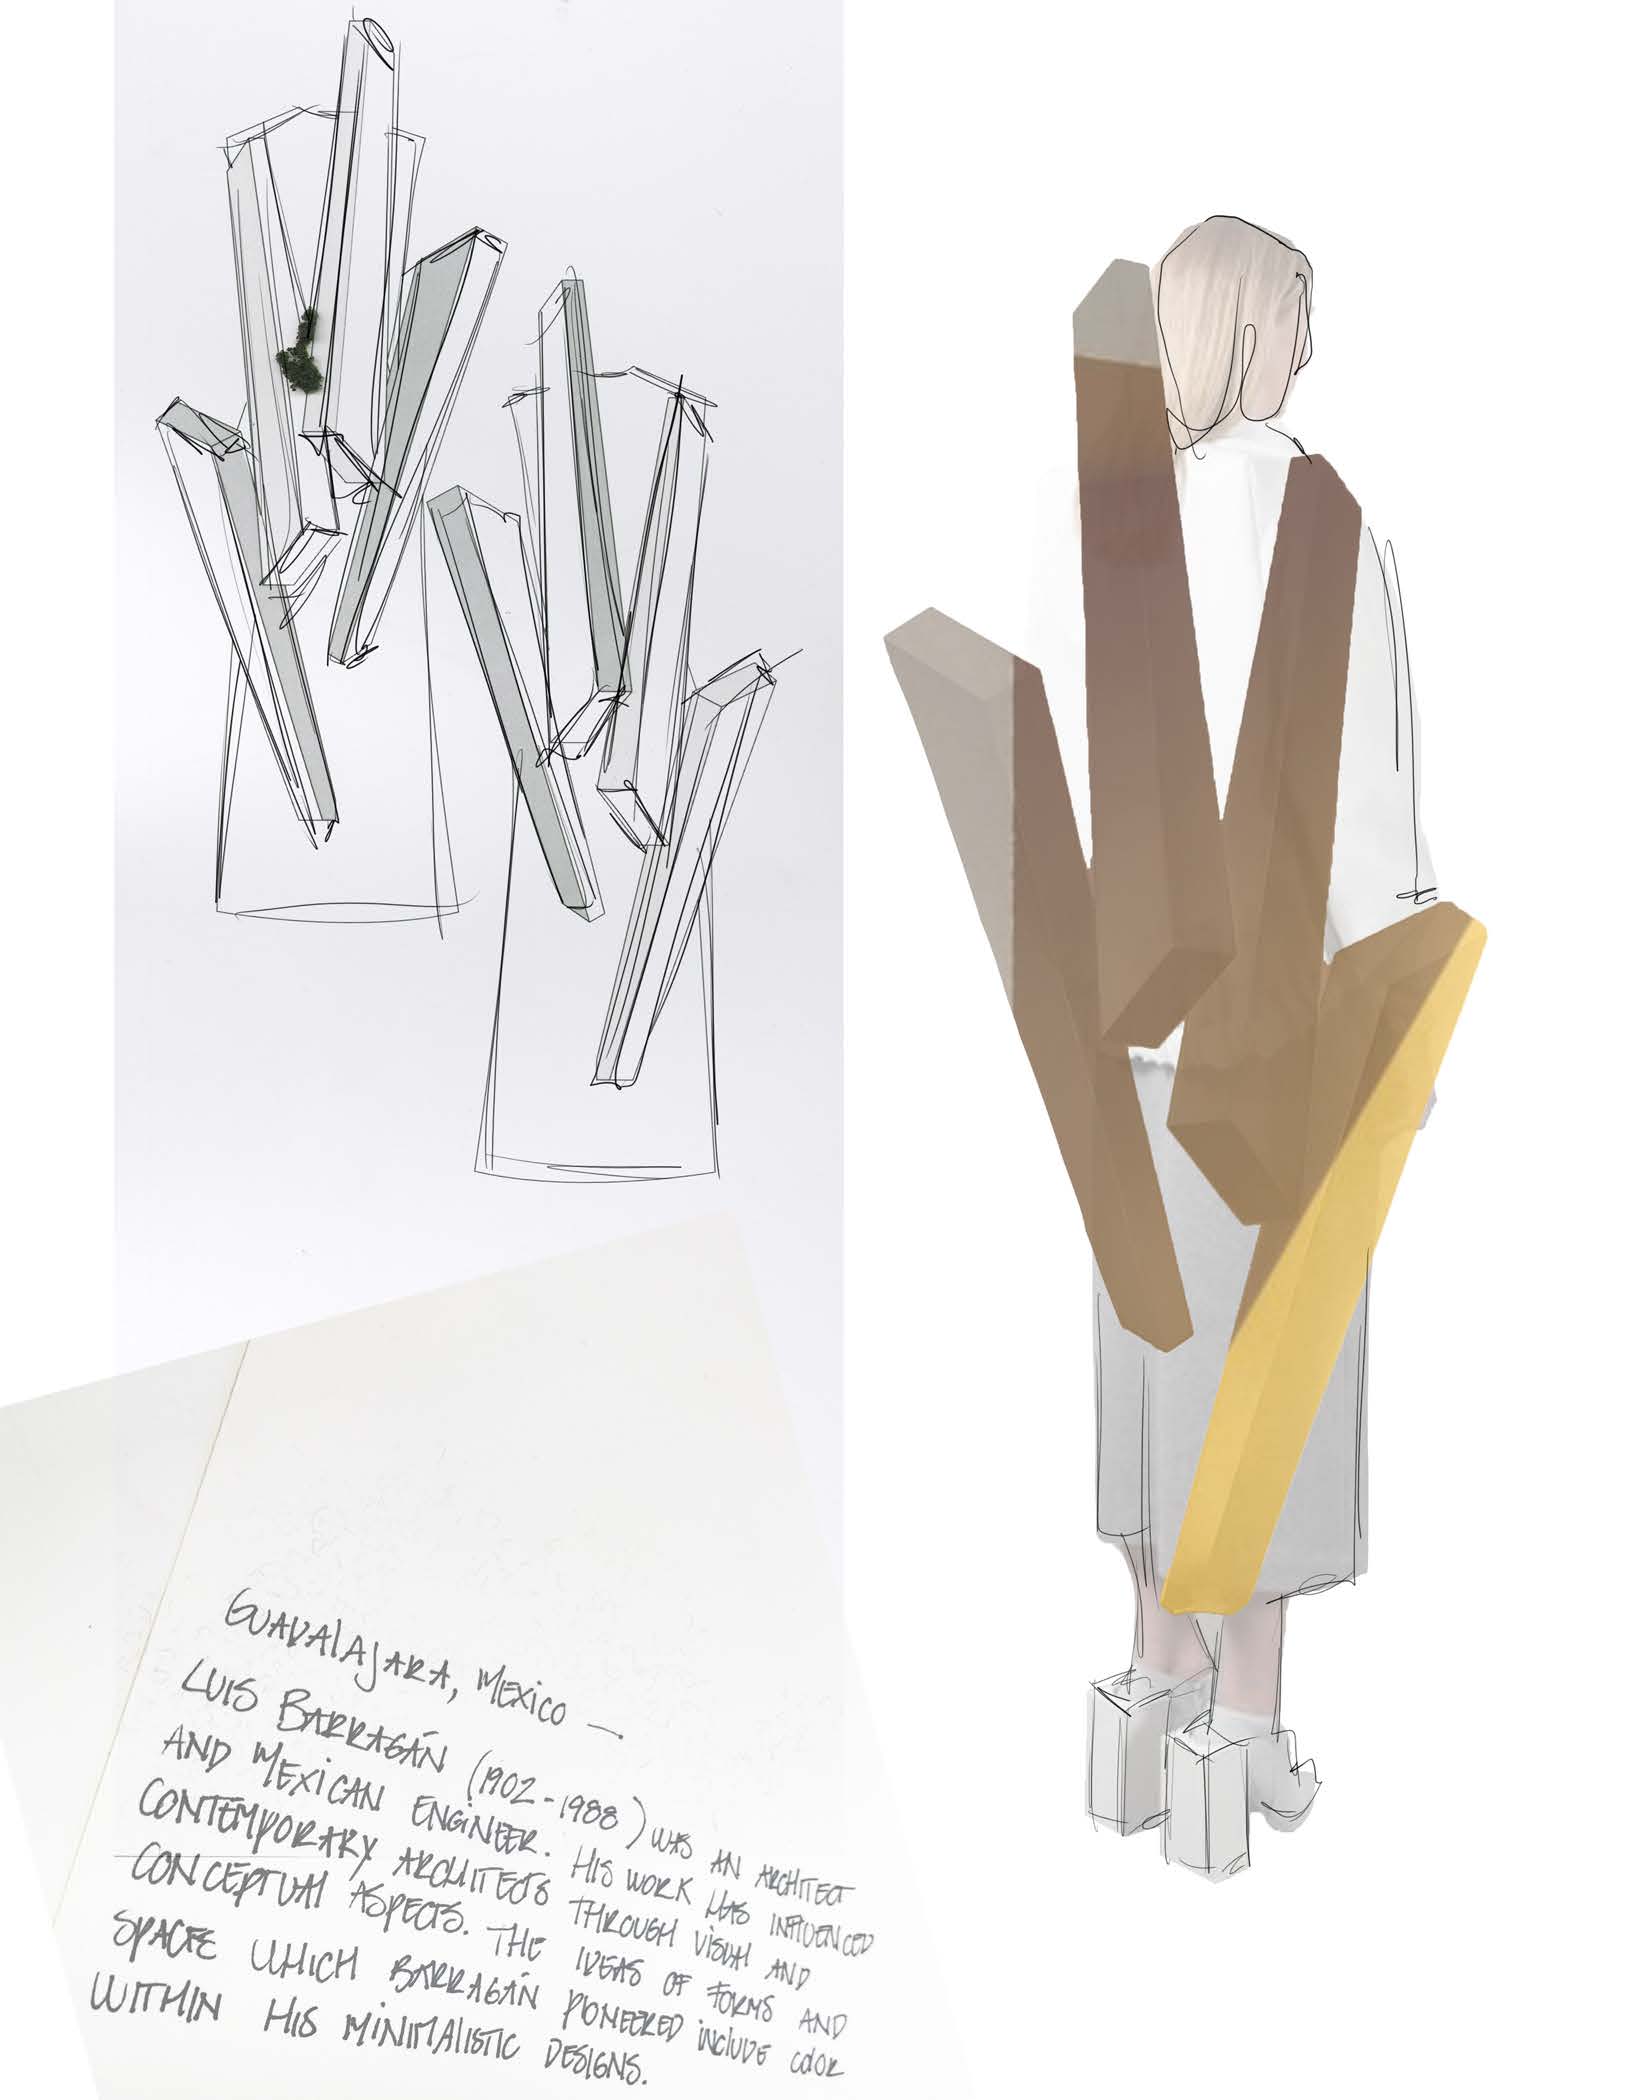 GUADALAJARA, MEXICO —
LUIS BARRAGÁN (1902-1988) WAS AN ARCHITECT
AND MEXICAN ENGINEER. HIS WORK HAS INFLUENCED
CONTEMPORARY ARCHITECTS THROUGH VISUAL AND
CONCEPTUAL ASPECTS. THE IDEAS OF FORMS AND
SPACE WHICH BARRAGÁN PIONEERED INCLUDE COLOR
WITHIN HIS MINIMALISTIC DESIGNS.